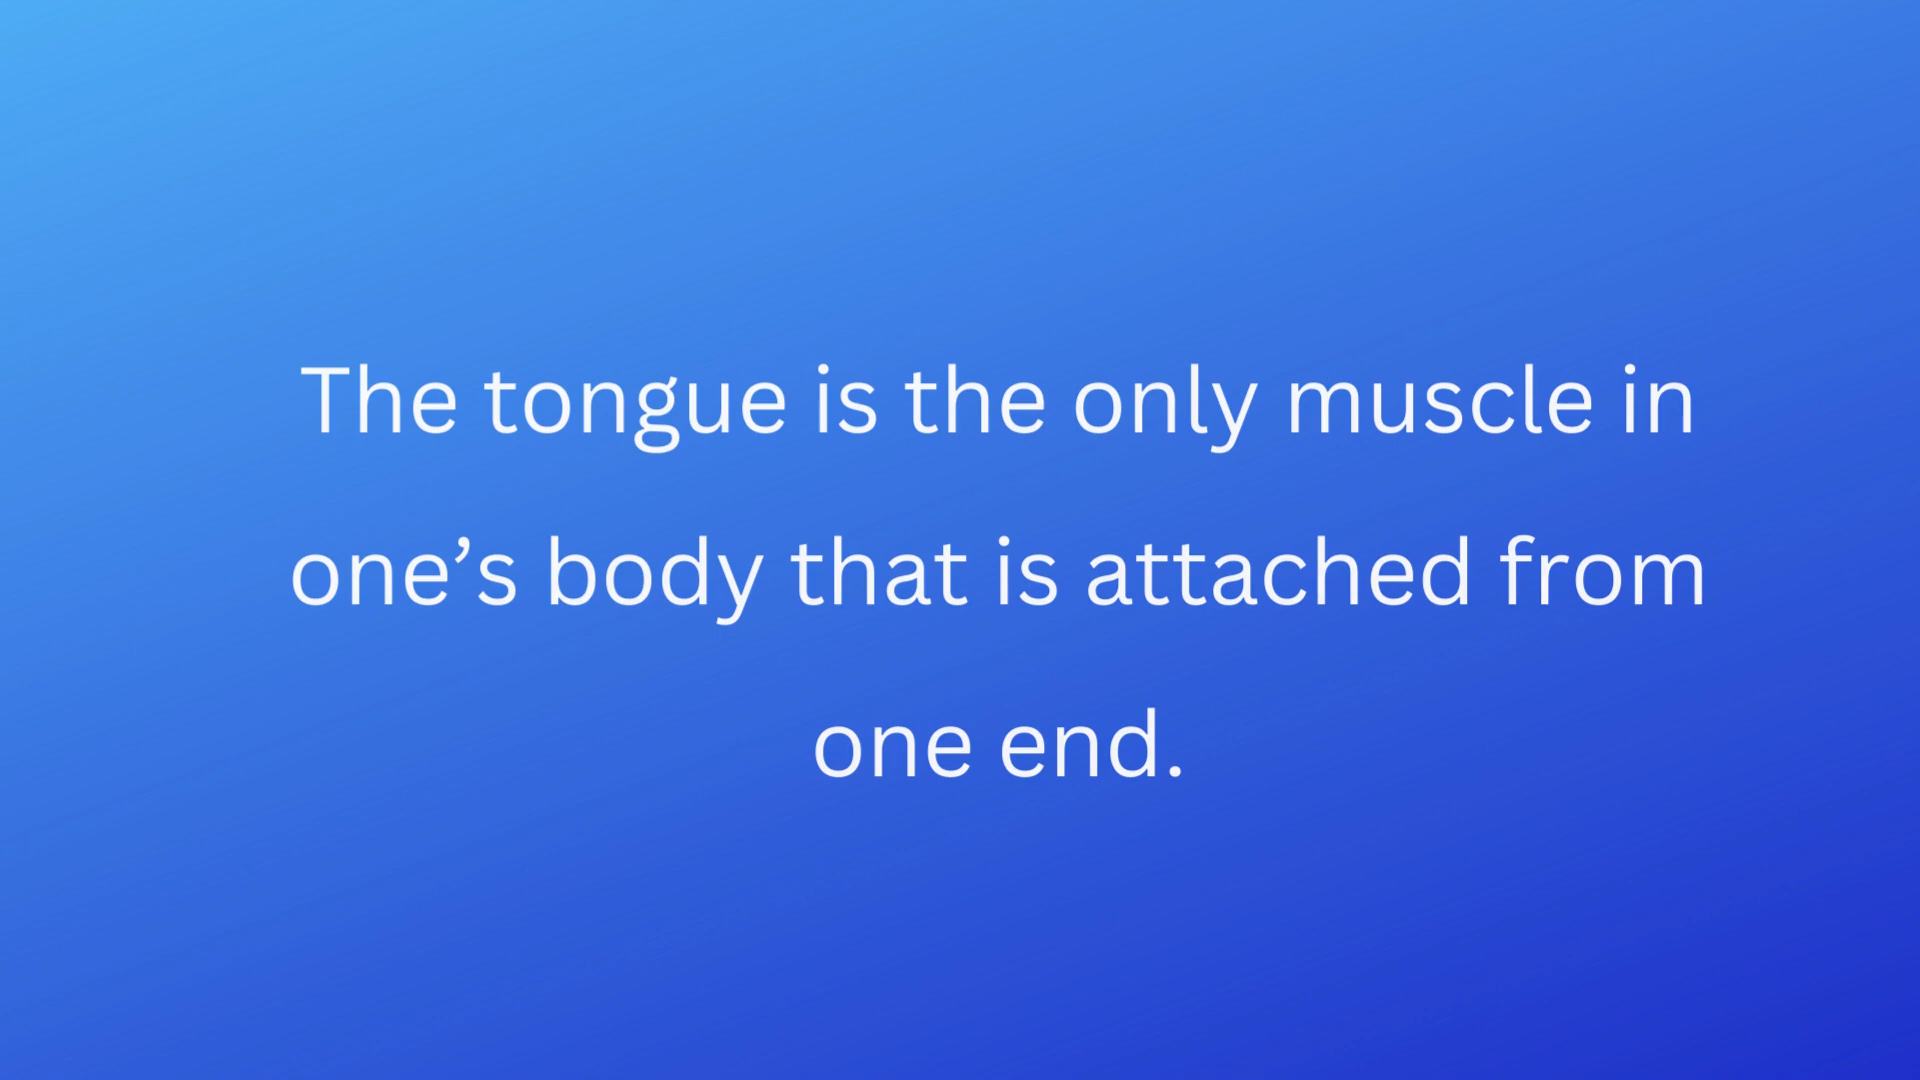 The tongue is the only muscle in
one’s body that is attached from
one end.